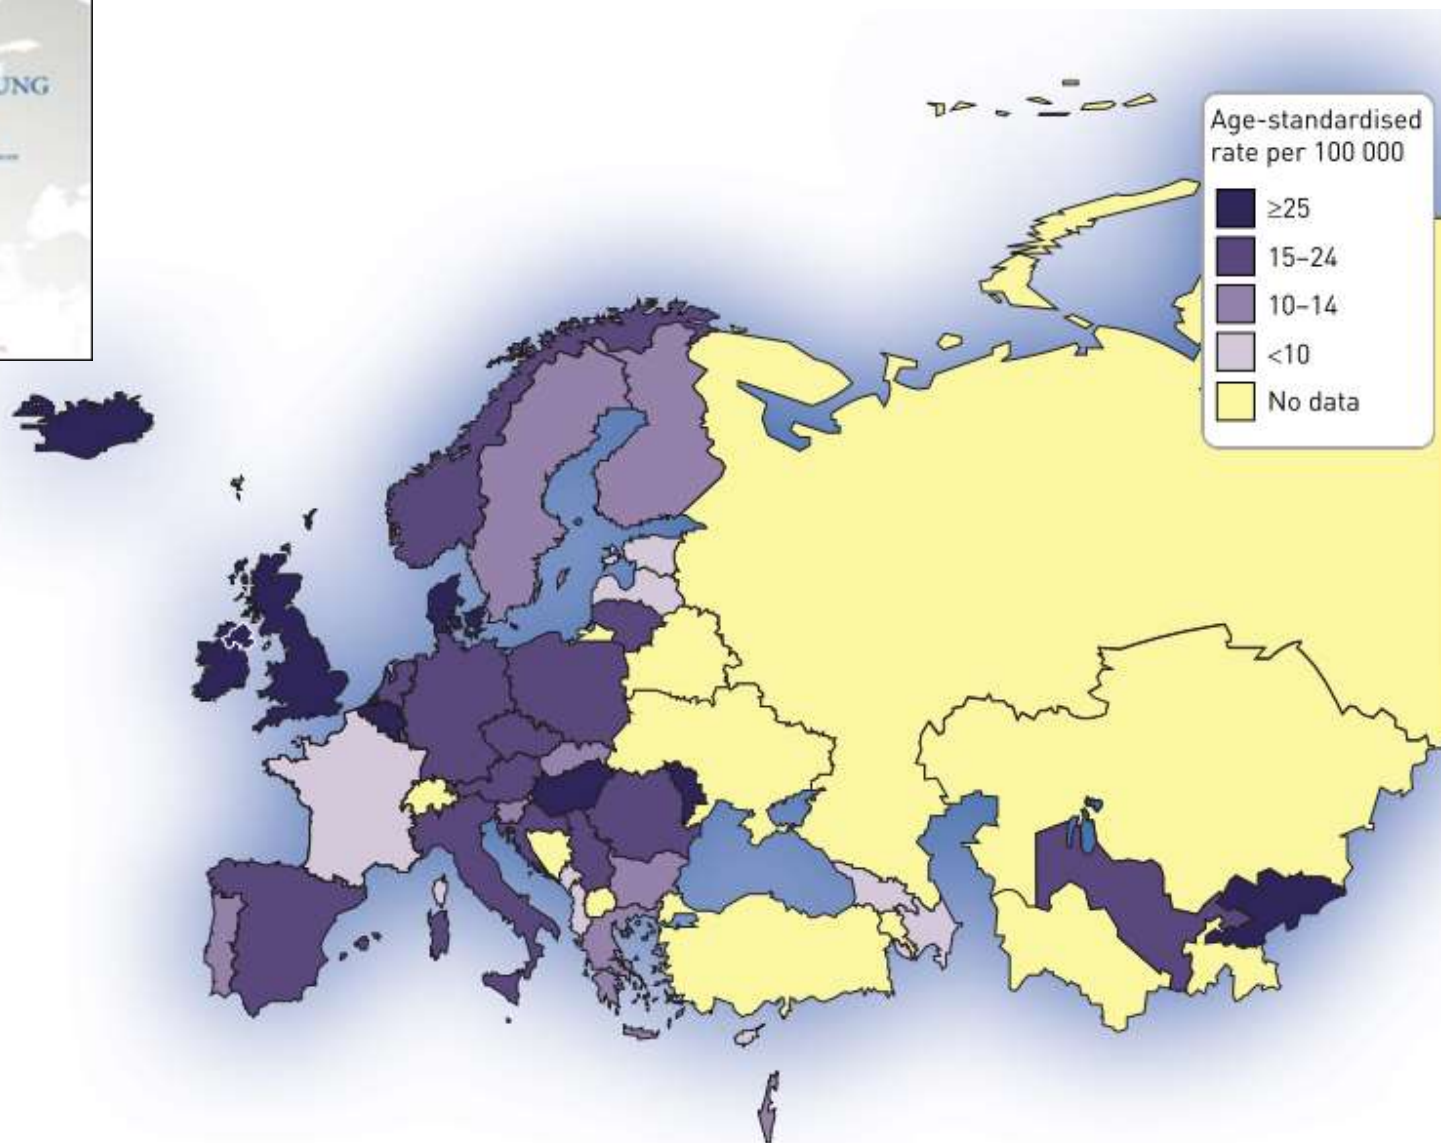 UNG
Age-standardised
rate per 100 000
≥25
15–24
10–14
<10
No data